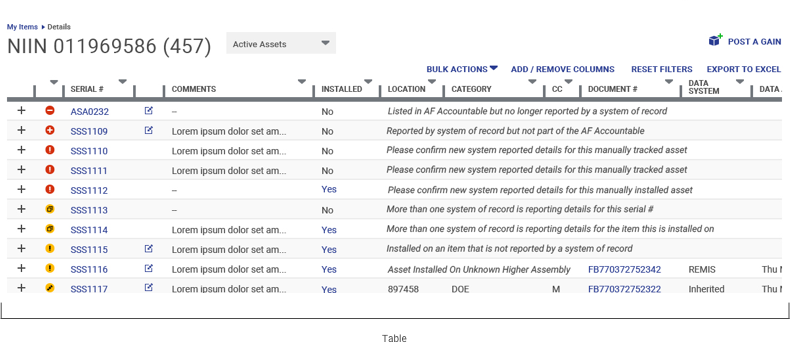 My Items Details
NIIN 011969586 (457) Active Assets
POST A GAIN
BULK ACTIONS ADD / REMOVE COLUMNS RESET FILTERS EXPORT TO EXCEL
SERIAL # COMMENTS INSTALLED LOCATION CATEGORY CC DOCUMENT # DATA SYSTEM DATA
ASA0232 -- No Listed in AF Accountable but no longer reported by a system of record
SSS1109 Lorem ipsum dolor set am... No Reported by system of record but not part of the AF Accountable
SSS1110 Lorem ipsum dolor set am... No Please confirm new system reported details for this manually tracked asset
SSS1111 Lorem ipsum dolor set am... No Please confirm new system reported details for this manually tracked asset
SSS1112 -- Yes Please confirm new system reported details for this manually installed asset
SSS1113 -- No More than one system of record is reporting details for this serial #
SSS1114 Lorem ipsum dolor set am... Yes More than one system of record is reporting details for the item this is installed on
SSS1115 Lorem ipsum dolor set am... Yes Installed on an item that is not reported by a system of record
SSS1116 Lorem ipsum dolor set am... Yes Asset Installed On Unknown Higher Assembly FB770372752342 REMIS Thu
SSS1117 Lorem ipsum dolor set am... Yes 897458 DOE M FB770372752322 Inherited Thu
Table